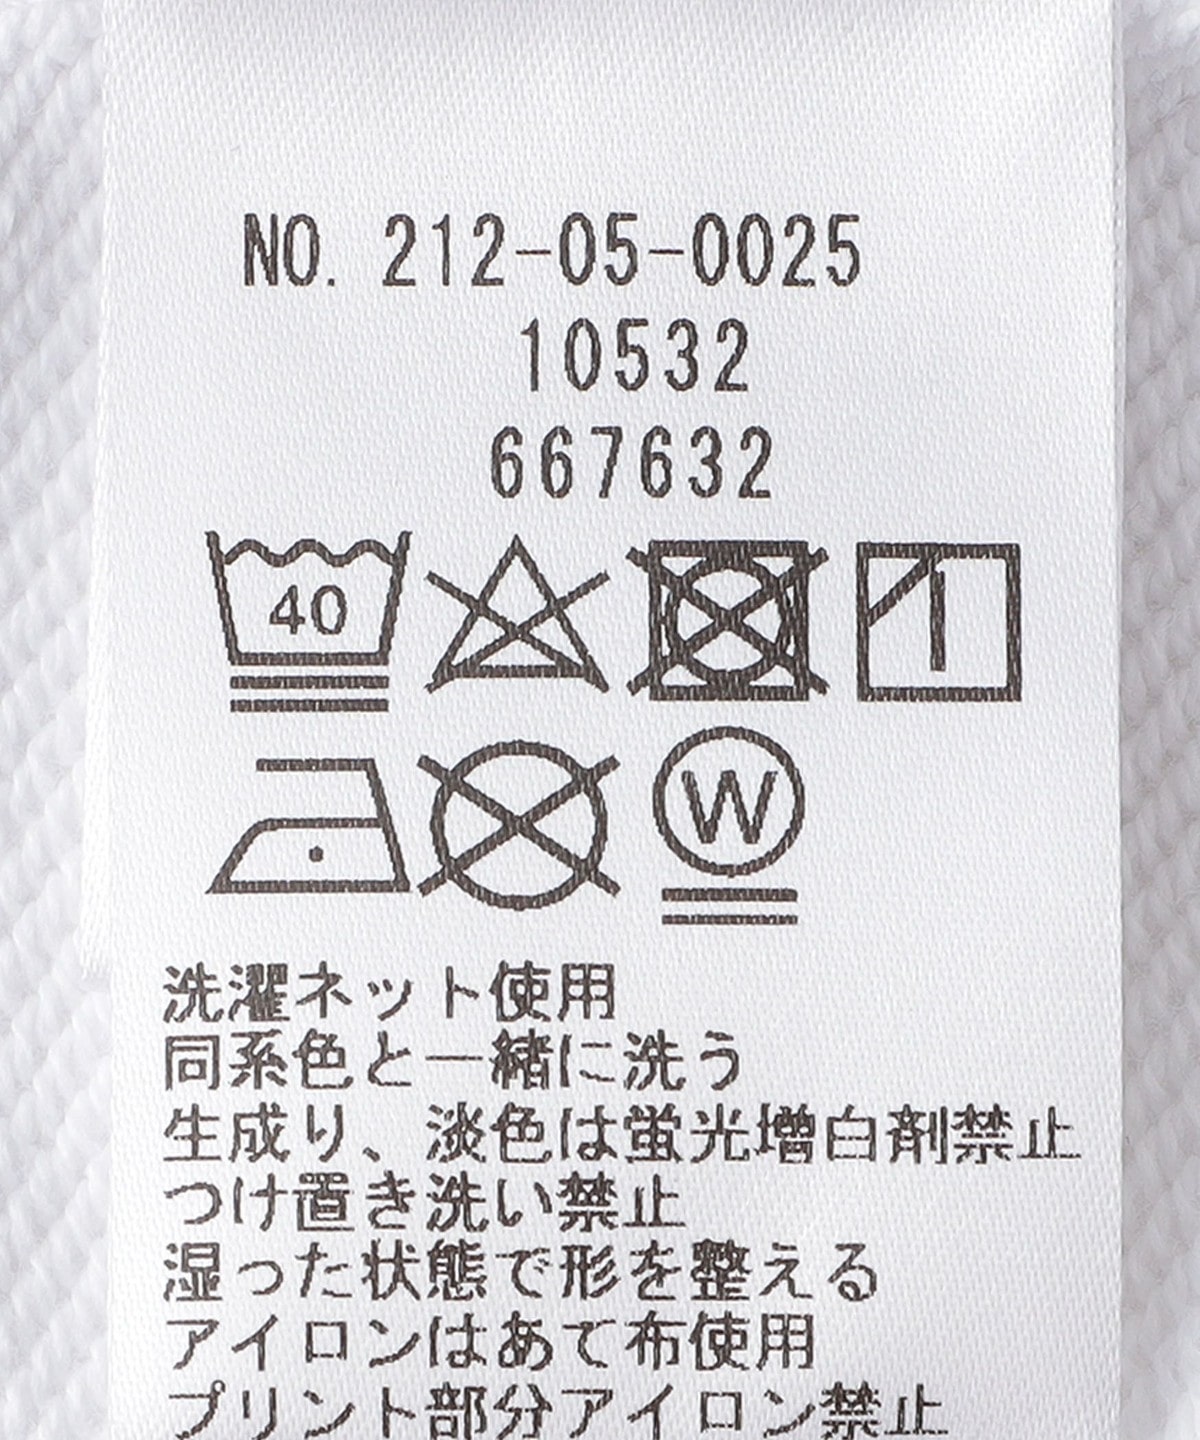 NO. 212-05-0025
10532
667632
40
W
洗濯ネット使用
同系色と一緒に洗う
生成り、淡色は蛍光増白剤禁止
つけ置き洗い禁止
湿った状態で形を整える
アイロンはあて布使用
プリント部分アイロン禁止